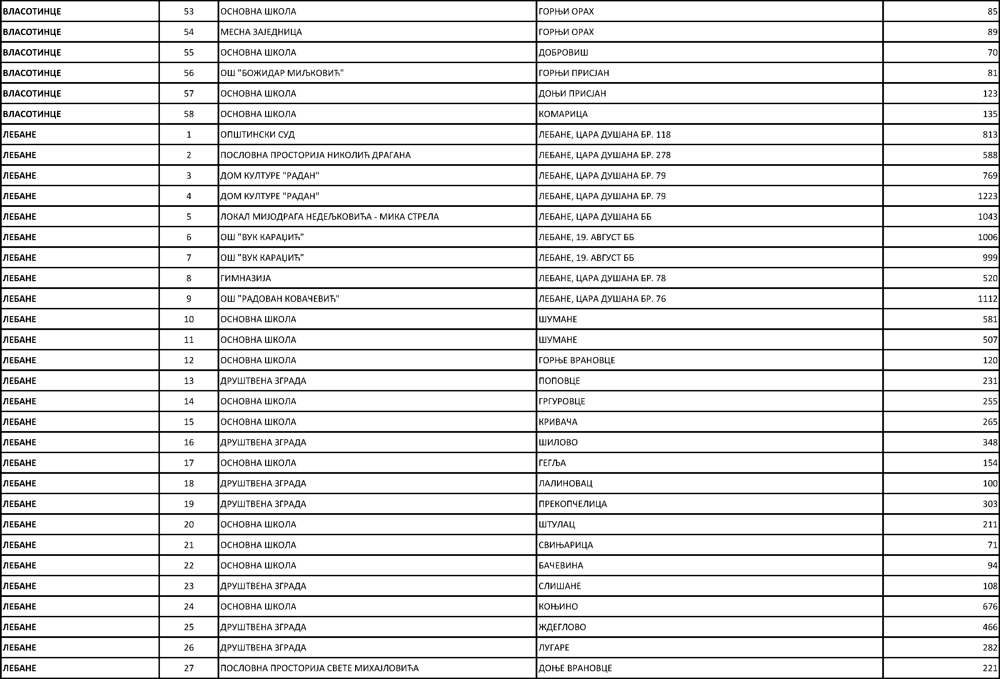 ВЛАСОТИНЦЕ 53 ОСНОВНА ШКОЛА ГОРЊИ ОРАХ 85
ВЛАСОТИНЦЕ 54 МЕСНА ЗАЈЕДНИЦА ГОРЊИ ОРАХ 89
ВЛАСОТИНЦЕ 55 ОСНОВНА ШКОЛА ДОБРОВИШ 70
ВЛАСОТИНЦЕ 56 ОШ "БОЖИДАР МИЉКОВИЋ" ГОРЊИ ПРИСЈАН 81
ВЛАСОТИНЦЕ 57 ОСНОВНА ШКОЛА ДОЊИ ПРИСЈАН 123
ВЛАСОТИНЦЕ 58 ОСНОВНА ШКОЛА КОМАРИЦА 135
ЛЕБАНЕ 1 ОПШТИНСКИ СУД ЛЕБАНЕ, ЦАРА ДУШАНА БР. 118 813
ЛЕБАНЕ 2 ПОСЛОВНА ПРОСТОРИЈА НИКОЛИЋ ДРАГАНА ЛЕБАНЕ, ЦАРА ДУШАНА БР. 278 588
ЛЕБАНЕ 3 ДОМ КУЛТУРЕ "РАДАН" ЛЕБАНЕ, ЦАРА ДУШАНА БР. 79 769
ЛЕБАНЕ 4 ДОМ КУЛТУРЕ "РАДАН" ЛЕБАНЕ, ЦАРА ДУШАНА БР. 79 1223
ЛЕБАНЕ 5 ЛОКАЛ МИЈОДРАГА НЕДЕЉКОВИЋА - МИКА СТРЕЛА ЛЕБАНЕ, ЦАРА ДУШАНА ББ 1043
ЛЕБАНЕ 6 ОШ "ВУК КАРАЏИЋ" ЛЕБАНЕ, 19. АВГУСТ ББ 1006
ЛЕБАНЕ 7 ОШ "ВУК КАРАЏИЋ" ЛЕБАНЕ, 19. АВГУСТ ББ 999
ЛЕБАНЕ 8 ГИМНАЗИЈА ЛЕБАНЕ, ЦАРА ДУШАНА БР. 78 520
ЛЕБАНЕ 9 ОШ "РАДОВАН КОВАЧЕВИЋ" ЛЕБАНЕ, ЦАРА ДУШАНА БР. 76 1112
ЛЕБАНЕ 10 ОСНОВНА ШКОЛА ШУМАНЕ 581
ЛЕБАНЕ 11 ОСНОВНА ШКОЛА ШУМАНЕ 507
ЛЕБАНЕ 12 ОСНОВНА ШКОЛА ГОРЊЕ ВРАНОВЦЕ 120
ЛЕБАНЕ 13 ДРУШТВЕНА ЗГРАДА ПОПОВЦЕ 231
ЛЕБАНЕ 14 ОСНОВНА ШКОЛА ГРГУРОВЦЕ 255
ЛЕБАНЕ 15 ОСНОВНА ШКОЛА КРИВАЧА 265
ЛЕБАНЕ 16 ДРУШТВЕНА ЗГРАДА ШИЛОВО 348
ЛЕБАНЕ 17 ОСНОВНА ШКОЛА ГЕГЉА 154
ЛЕБАНЕ 18 ДРУШТВЕНА ЗГРАДА ЛАЛИНОВАЦ 100
ЛЕБАНЕ 19 ДРУШТВЕНА ЗГРАДА ПРЕКОПЧЕЛИЦА 303
ЛЕБАНЕ 20 ОСНОВНА ШКОЛА ШТУЛАЦ 211
ЛЕБАНЕ 21 ОСНОВНА ШКОЛА СВИЊАРИЦА 71
ЛЕБАНЕ 22 ОСНОВНА ШКОЛА БАЧЕВИНА 94
ЛЕБАНЕ 23 ДРУШТВЕНА ЗГРАДА СЛИШАНЕ 108
ЛЕБАНЕ 24 ОСНОВНА ШКОЛА КОЊИНО 676
ЛЕБАНЕ 25 ДРУШТВЕНА ЗГРАДА ЖДЕГЛОВО 466
ЛЕБАНЕ 26 ДРУШТВЕНА ЗГРАДА ЛУГАРЕ 282
ЛЕБАНЕ 27 ПОСЛОВНА ПРОСТОРИЈА СВЕТЕ МИХАЈЛОВИЋА ДОЊЕ ВРАНОВЦЕ 221